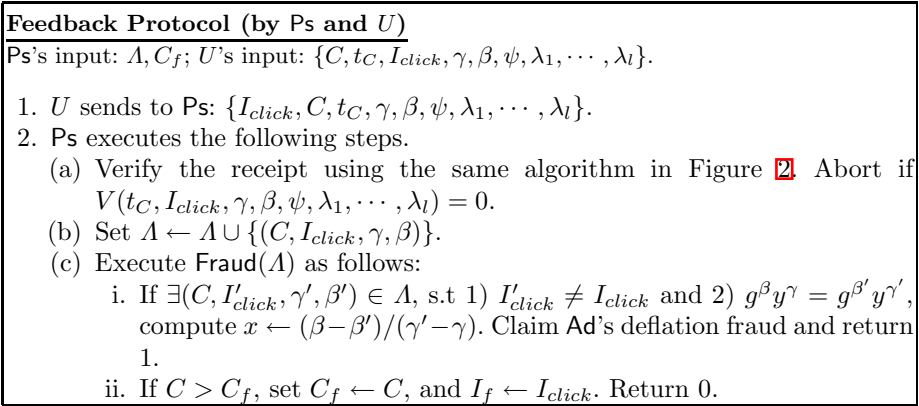 Feedback Protocol (by Ps and U)
Ps's input: Λ, C_f; U's input: {C, t_C, I_click, γ, β, ψ, λ_1, ··· , λ_l}.
1. U sends to Ps: {I_click, C, t_C, γ, β, ψ, λ_1, ··· , λ_l}.
2. Ps executes the following steps.
(a) Verify the receipt using the same algorithm in Figure 2. Abort if
V(t_C, I_click, γ, β, ψ, λ_1, ··· , λ_l) = 0.
(b) Set Λ ← Λ ∪ {(C, I_click, γ, β)}.
(c) Execute Fraud(Λ) as follows:
i. If ∃(C, I′_click, γ′, β′) ∈ Λ, s.t 1) I′_click ≠ I_click and 2) g^β y^γ = g^β′ y^γ′,
compute x ← (β−β′)/(γ′−γ). Claim Ad's deflation fraud and return
1.
ii. If C > C_f, set C_f ← C, and I_f ← I_click. Return 0.